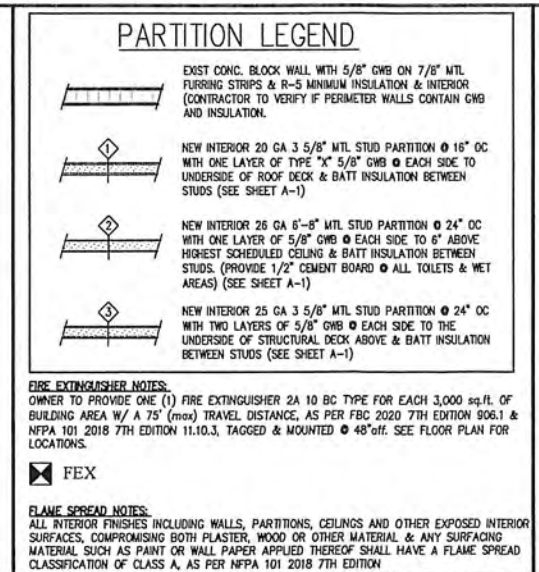 PARTITION LEGEND
EXIST CONC. BLOCK WALL WITH 5/8" GWB ON 7/8" MTL
FURRING STRIPS & R-5 MINIMUM INSULATION & INTERIOR
(CONTRACTOR TO VERIFY IF PERIMETER WALLS CONTAIN GWB
AND INSULATION.
1
NEW INTERIOR 20 GA 3 5/8" MTL STUD PARTITION @ 16" OC
WITH ONE LAYER OF TYPE "X" 5/8" GWB @ EACH SIDE TO
UNDERSIDE OF ROOF DECK & BATT INSULATION BETWEEN
STUDS (SEE SHEET A-1)
2
NEW INTERIOR 26 GA 6'-8" MTL STUD PARTITION @ 24" OC
WITH ONE LAYER OF 5/8" GWB @ EACH SIDE TO 6" ABOVE
HIGHEST SCHEDULED CEILING & BATT INSULATION BETWEEN
STUDS. (PROVIDE 1/2" CEMENT BOARD @ ALL TOILETS & WET
AREAS) (SEE SHEET A-1)
3
NEW INTERIOR 25 GA 3 5/8" MTL STUD PARTITION @ 24" OC
WITH TWO LAYERS OF 5/8" GWB @ EACH SIDE TO THE
UNDERSIDE OF STRUCTURAL DECK ABOVE & BATT INSULATION
BETWEEN STUDS (SEE SHEET A-1)
FIRE EXTINGUISHER NOTES:
OWNER TO PROVIDE ONE (1) FIRE EXTINGUISHER 2A 10 BC TYPE FOR EACH 3,000 sq.ft. OF
BUILDING AREA W/ A 75' (max) TRAVEL DISTANCE, AS PER FBC 2020 7TH EDITION 906.1 &
NFPA 101 2018 7TH EDITION 11.10.3, TAGGED & MOUNTED @ 48"aff. SEE FLOOR PLAN FOR
LOCATIONS.
FEX
FLAME SPREAD NOTES:
ALL INTERIOR FINISHES INCLUDING WALLS, PARTITIONS, CEILINGS AND OTHER EXPOSED INTERIOR
SURFACES, COMPROMISING BOTH PLASTER, WOOD OR OTHER MATERIAL & ANY SURFACING
MATERIAL SUCH AS PAINT OR WALL PAPER APPLIED THEREOF SHALL HAVE A FLAME SPREAD
CLASSIFICATION OF CLASS A, AS PER NFPA 101 2018 7TH EDITION